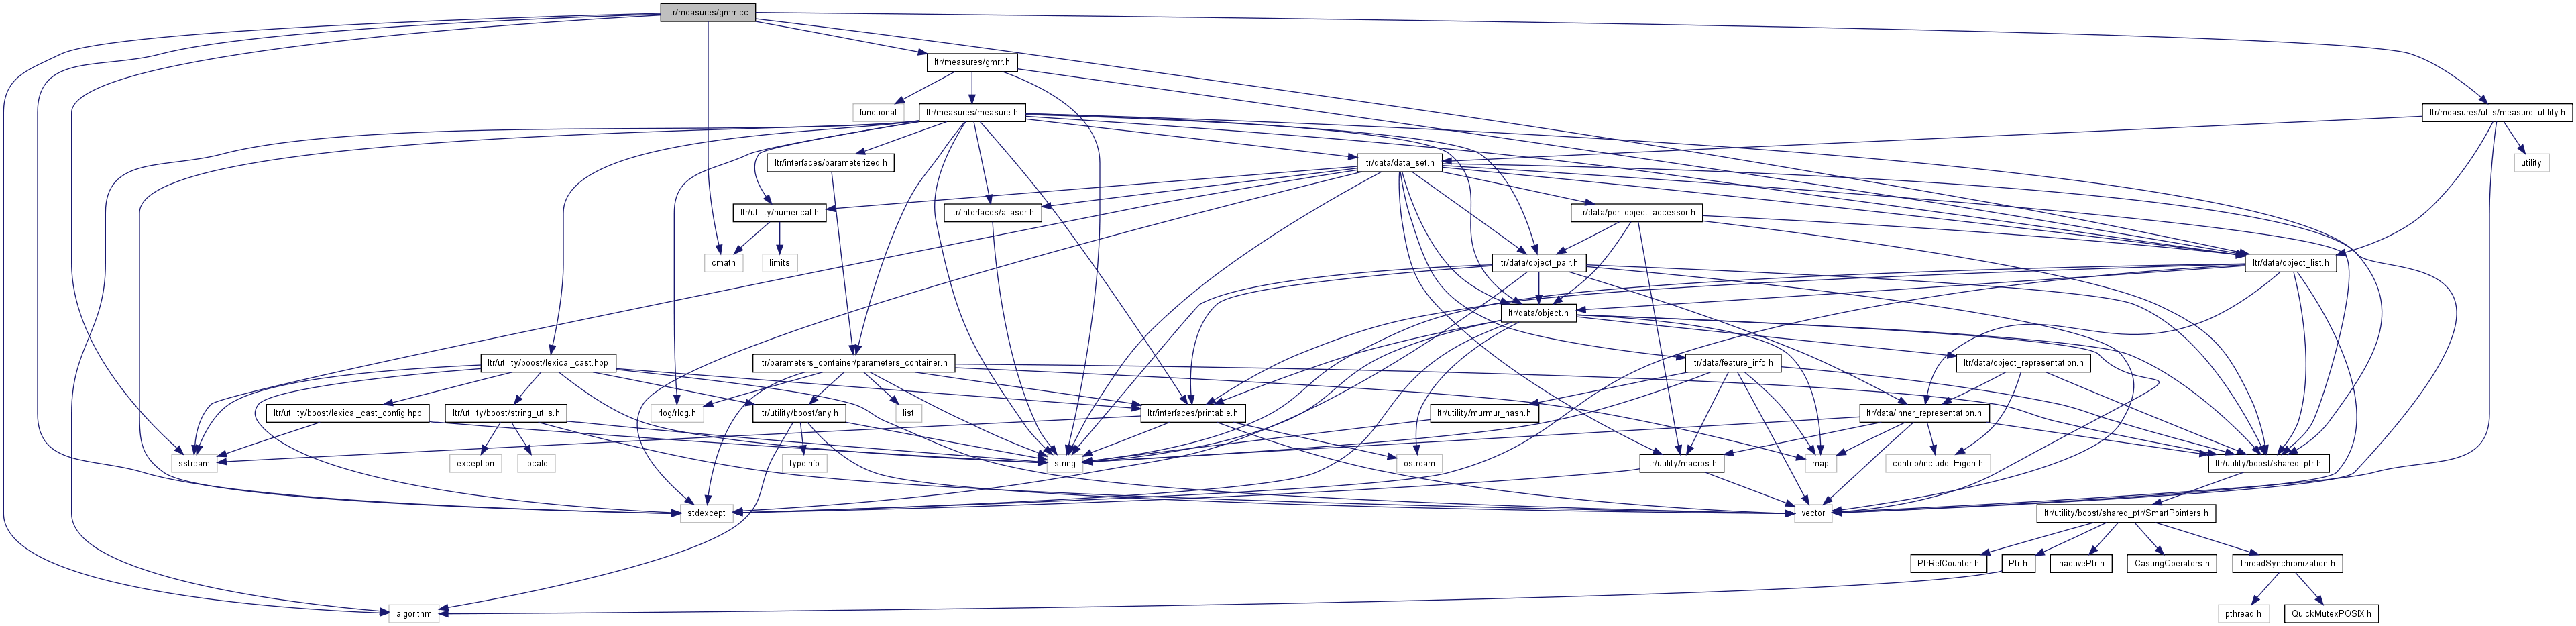 ltr/measures/gmrr.cc
ltr/measures/gmrr.h
functional
ltr/measures/measure.h
ltr/measures/utils/measure_utility.h
ltr/interfaces/parameterized.h
ltr/data/data_set.h
utility
ltr/utility/numerical.h
ltr/interfaces/aliaser.h
ltr/data/per_object_accessor.h
cmath
limits
ltr/data/object_pair.h
ltr/data/object_list.h
ltr/data/object.h
ltr/utility/boost/lexical_cast.hpp
ltr/parameters_container/parameters_container.h
ltr/data/feature_info.h
ltr/data/object_representation.h
ltr/utility/boost/lexical_cast_config.hpp
ltr/utility/boost/string_utils.h
rlog/rlog.h
ltr/utility/boost/any.h
list
ltr/interfaces/printable.h
ltr/utility/murmur_hash.h
ltr/data/inner_representation.h
sstream
exception
locale
typeinfo
string
ostream
ltr/utility/macros.h
map
contrib/include_Eigen.h
ltr/utility/boost/shared_ptr.h
stdexcept
vector
ltr/utility/boost/shared_ptr/SmartPointers.h
PtrRefCounter.h
Ptr.h
InactivePtr.h
CastingOperators.h
ThreadSynchronization.h
algorithm
pthread.h
QuickMutexPOSIX.h